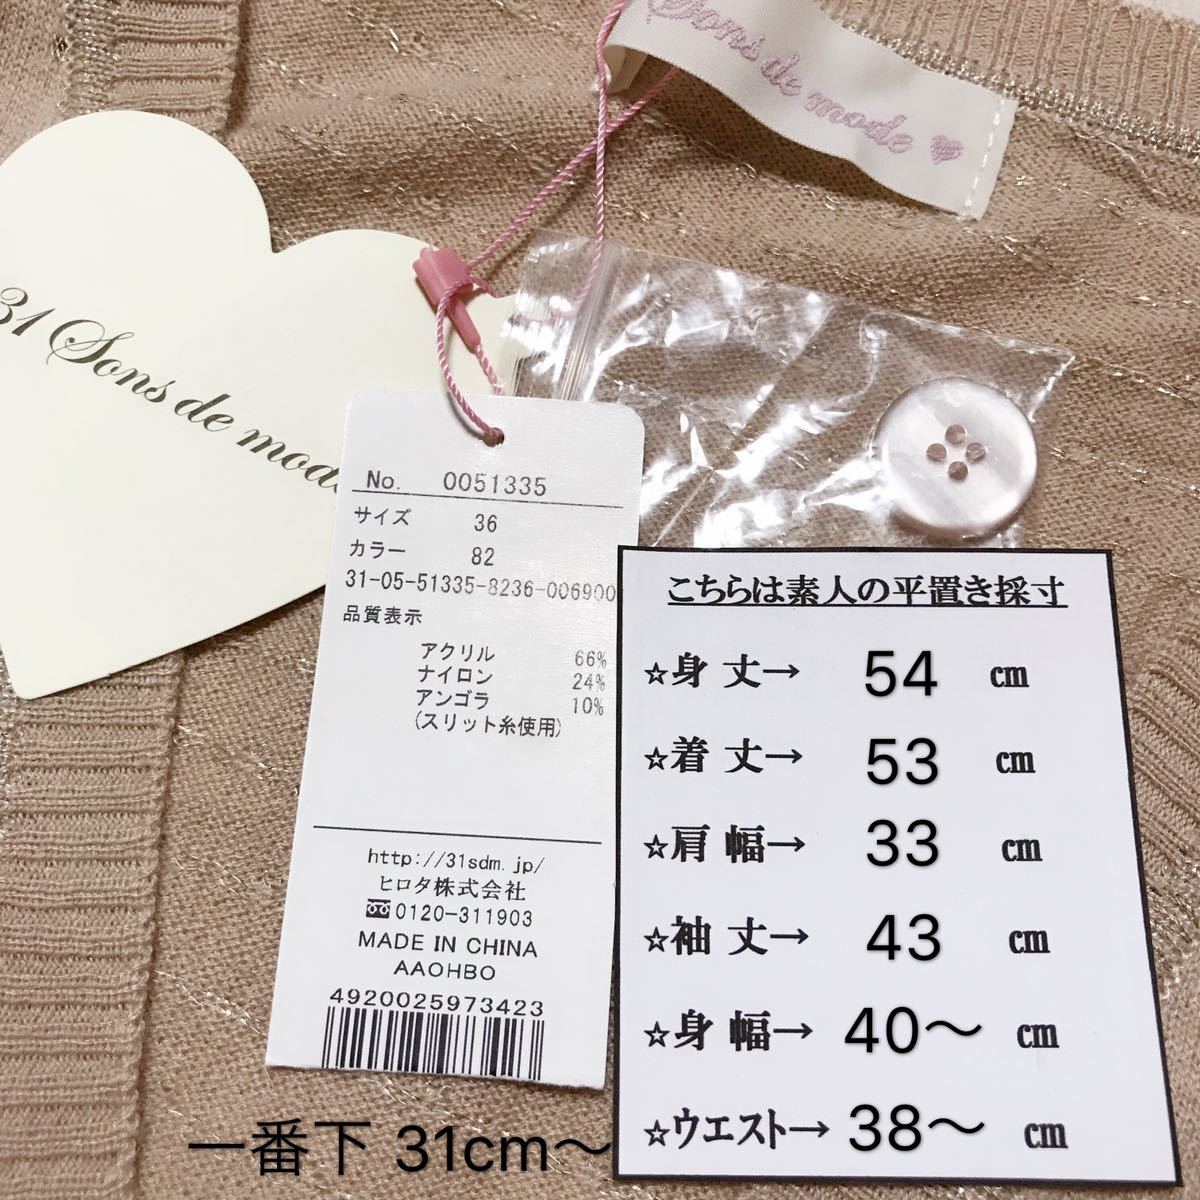 Sons de mode
31 Sons de mode
No. 0051335
サイズ 36
カラー 82
31-05-51335-8236-006900
品質表示
アクリル 66%
ナイロン 24%
アンゴラ 10%
(スリット糸使用)
http://31sdm.jp/
ヒロタ株式会社
0120-311903
MADE IN CHINA
AAOHBO
4920025973423
こちらは素人の平置き採寸
☆身 丈→ 54 cm
☆着 丈→ 53 cm
☆肩 幅→ 33 cm
☆袖 丈→ 43 cm
☆身 幅→ 40〜 cm
☆ウエスト→ 38〜 cm
一番下 31cm〜